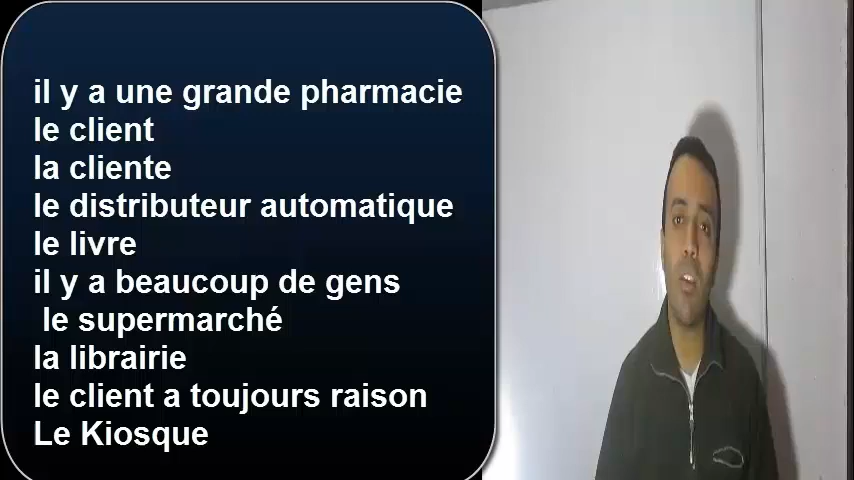 il y a une grande pharmacie
le client
la cliente
le distributeur automatique
le livre
il y a beaucoup de gens
le supermarché
la librairie
le client a toujours raison
Le Kiosque